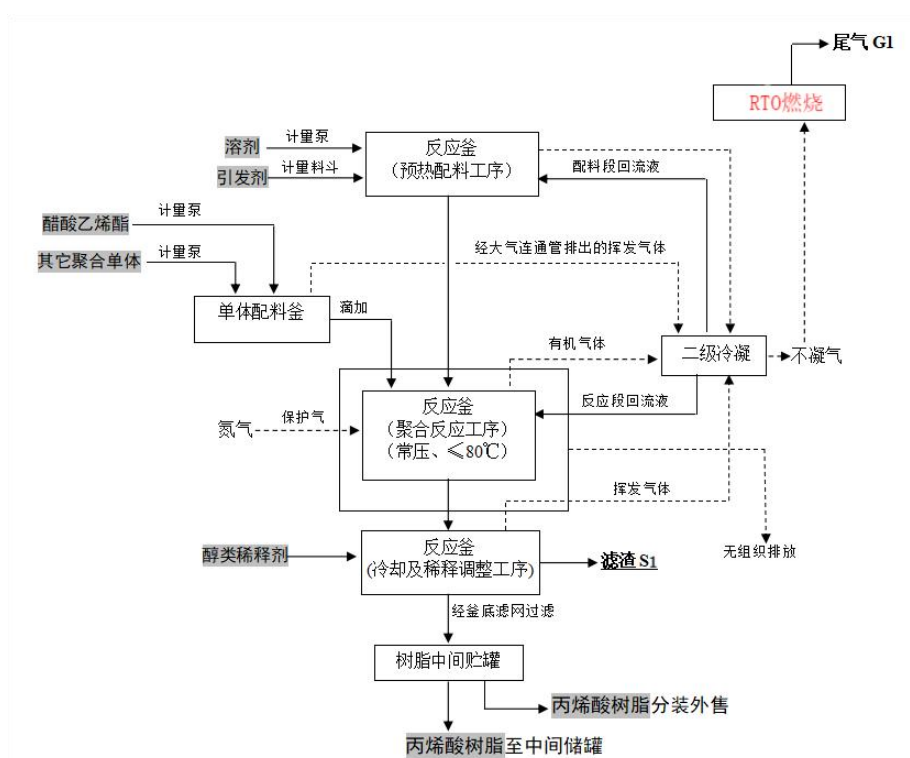 尾气 G1
RTO燃烧
溶剂
计量泵
引发剂
计量料斗
反应釜
(预热配料工序)
配料段回流液
醋酸乙烯酯
计量泵
其它聚合单体
计量泵
经大气连通管排出的挥发气体
单体配料釜
滴加
有机气体
二级冷凝
不凝气
氮气
保护气
反应釜
(聚合反应工序)
(常压、≤80℃)
反应段回流液
挥发气体
无组织排放
醇类稀释剂
反应釜
(冷却及稀释调整工序)
滤渣 S1
经釜底滤网过滤
树脂中间贮罐
丙烯酸树脂分装外售
丙烯酸树脂至中间储罐